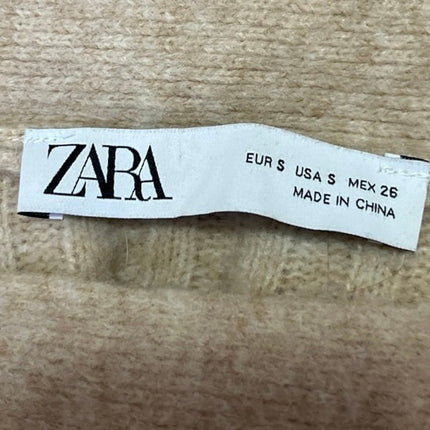 ZARA
EUR S USA S MEX 26
MADE IN CHINA